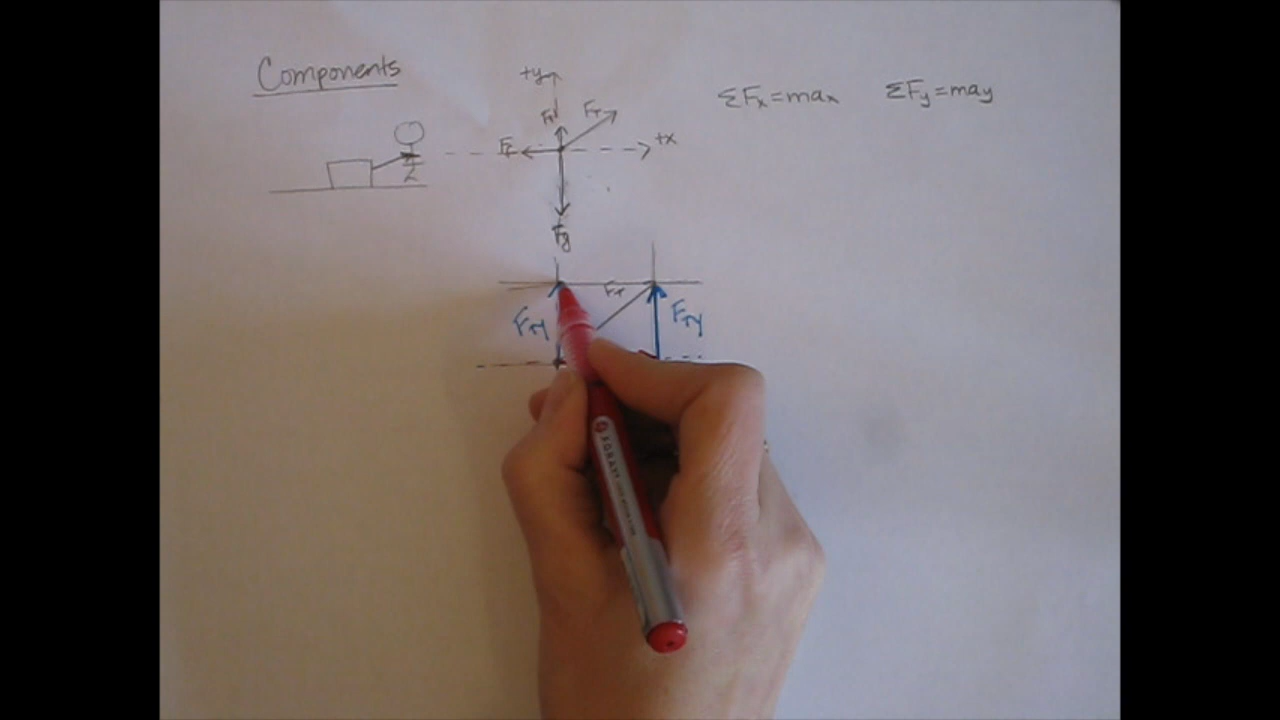 Components
+y
ΣFx=max ΣFy=may
FN FT
Ff +x
Fg
FT
FTy FTy